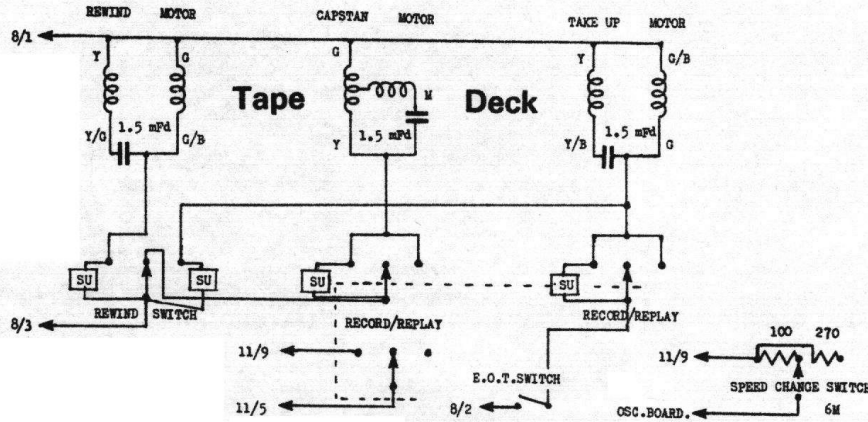 REWIND MOTOR CAPSTAN MOTOR TAKE UP MOTOR
8/1
Y G G Y G/B
Tape Deck
M
1.5 mFd 1.5 mFd 1.5 mFd
Y/G G/B Y Y/B G
SU SU SU SU
REWIND SWITCH
8/3
RECORD/REPLAY RECORD/REPLAY
11/9
100 270
11/9
E.O.T.SWITCH
SPEED CHANGE SWITCH
11/5
8/2
OSC.BOARD.
6M